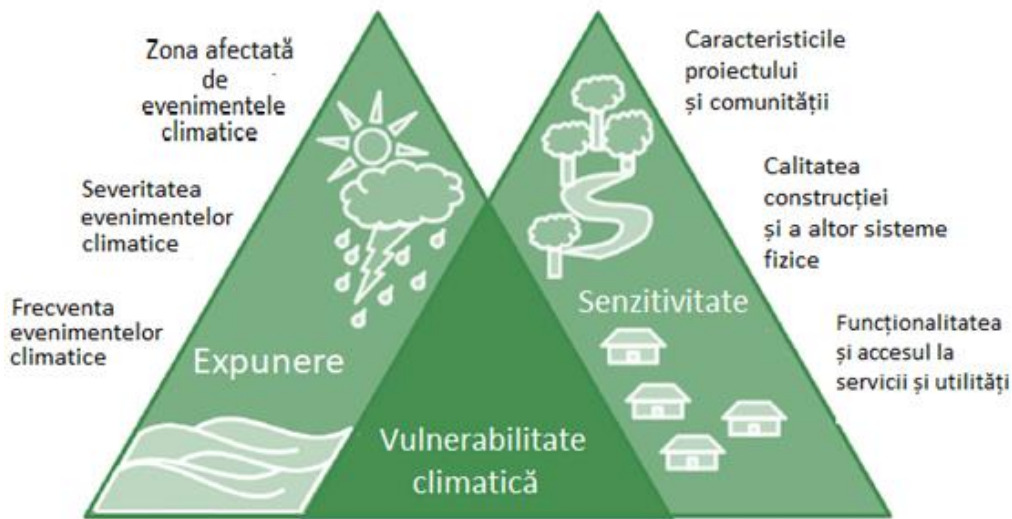 Zona afectată
de
evenimentele
climatice
Severitatea
evenimentelor
climatice
Frecventa
evenimentelor
climatice
Expunere
Vulnerabilitate
climatică
Senzitivitate
Caracteristicile
proiectului
și comunității
Calitatea
construcției
și a altor sisteme
fizice
Funcționalitatea
și accesul la
servicii și utilități